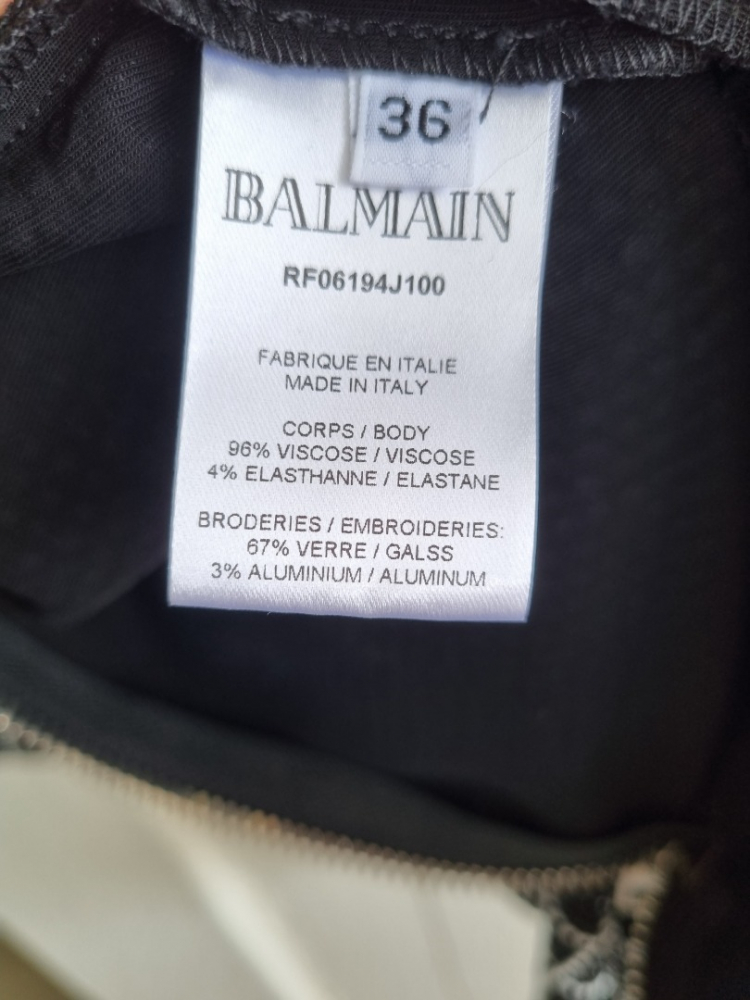 36
BALMAIN
RF06194J100
FABRIQUE EN ITALIE
MADE IN ITALY
CORPS / BODY
96% VISCOSE / VISCOSE
4% ELASTHANNE / ELASTANE
BRODERIES / EMBROIDERIES:
67% VERRE / GALSS
3% ALUMINIUM / ALUMINUM